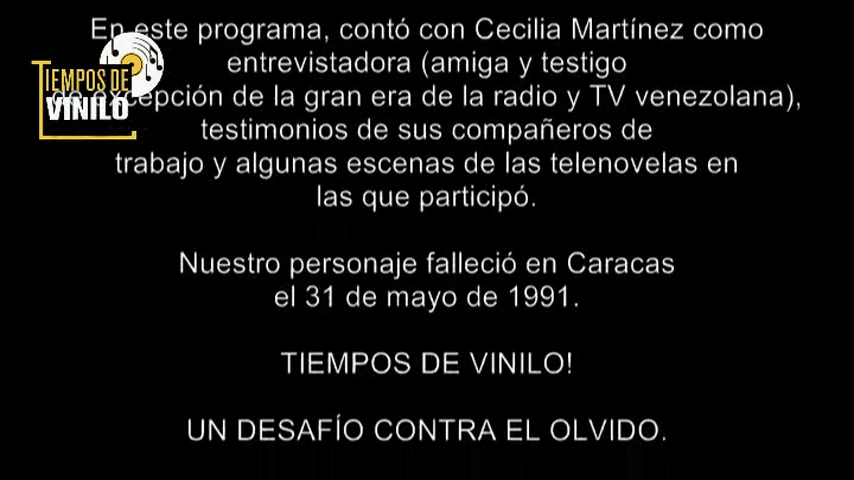 En este programa, contó con Cecilia Martínez como
entrevistadora (amiga y testigo
de excepción de la gran era de la radio y TV venezolana),
testimonios de sus compañeros de
trabajo y algunas escenas de las telenovelas en
las que participó.
Nuestro personaje falleció en Caracas
el 31 de mayo de 1991.
TIEMPOS DE VINILO!
UN DESAFÍO CONTRA EL OLVIDO.
TIEMPOS DE
VINILO